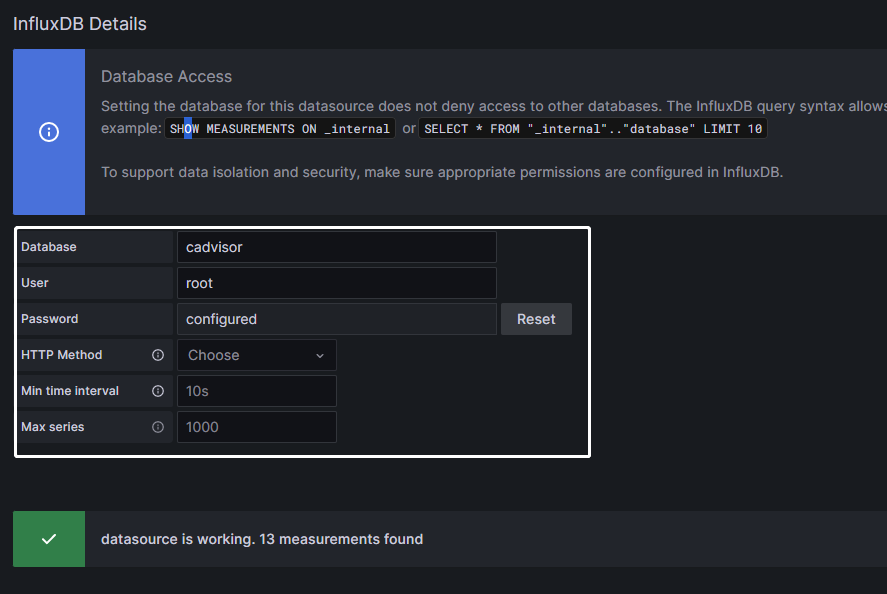 InfluxDB Details
Database Access
Setting the database for this datasource does not deny access to other databases. The InfluxDB query syntax allows
example: SHOW MEASUREMENTS ON _internal or SELECT * FROM "_internal".."database" LIMIT 10
To support data isolation and security, make sure appropriate permissions are configured in InfluxDB.
Database cadvisor
User root
Password configured Reset
HTTP Method Choose
Min time interval 10s
Max series 1000
datasource is working. 13 measurements found